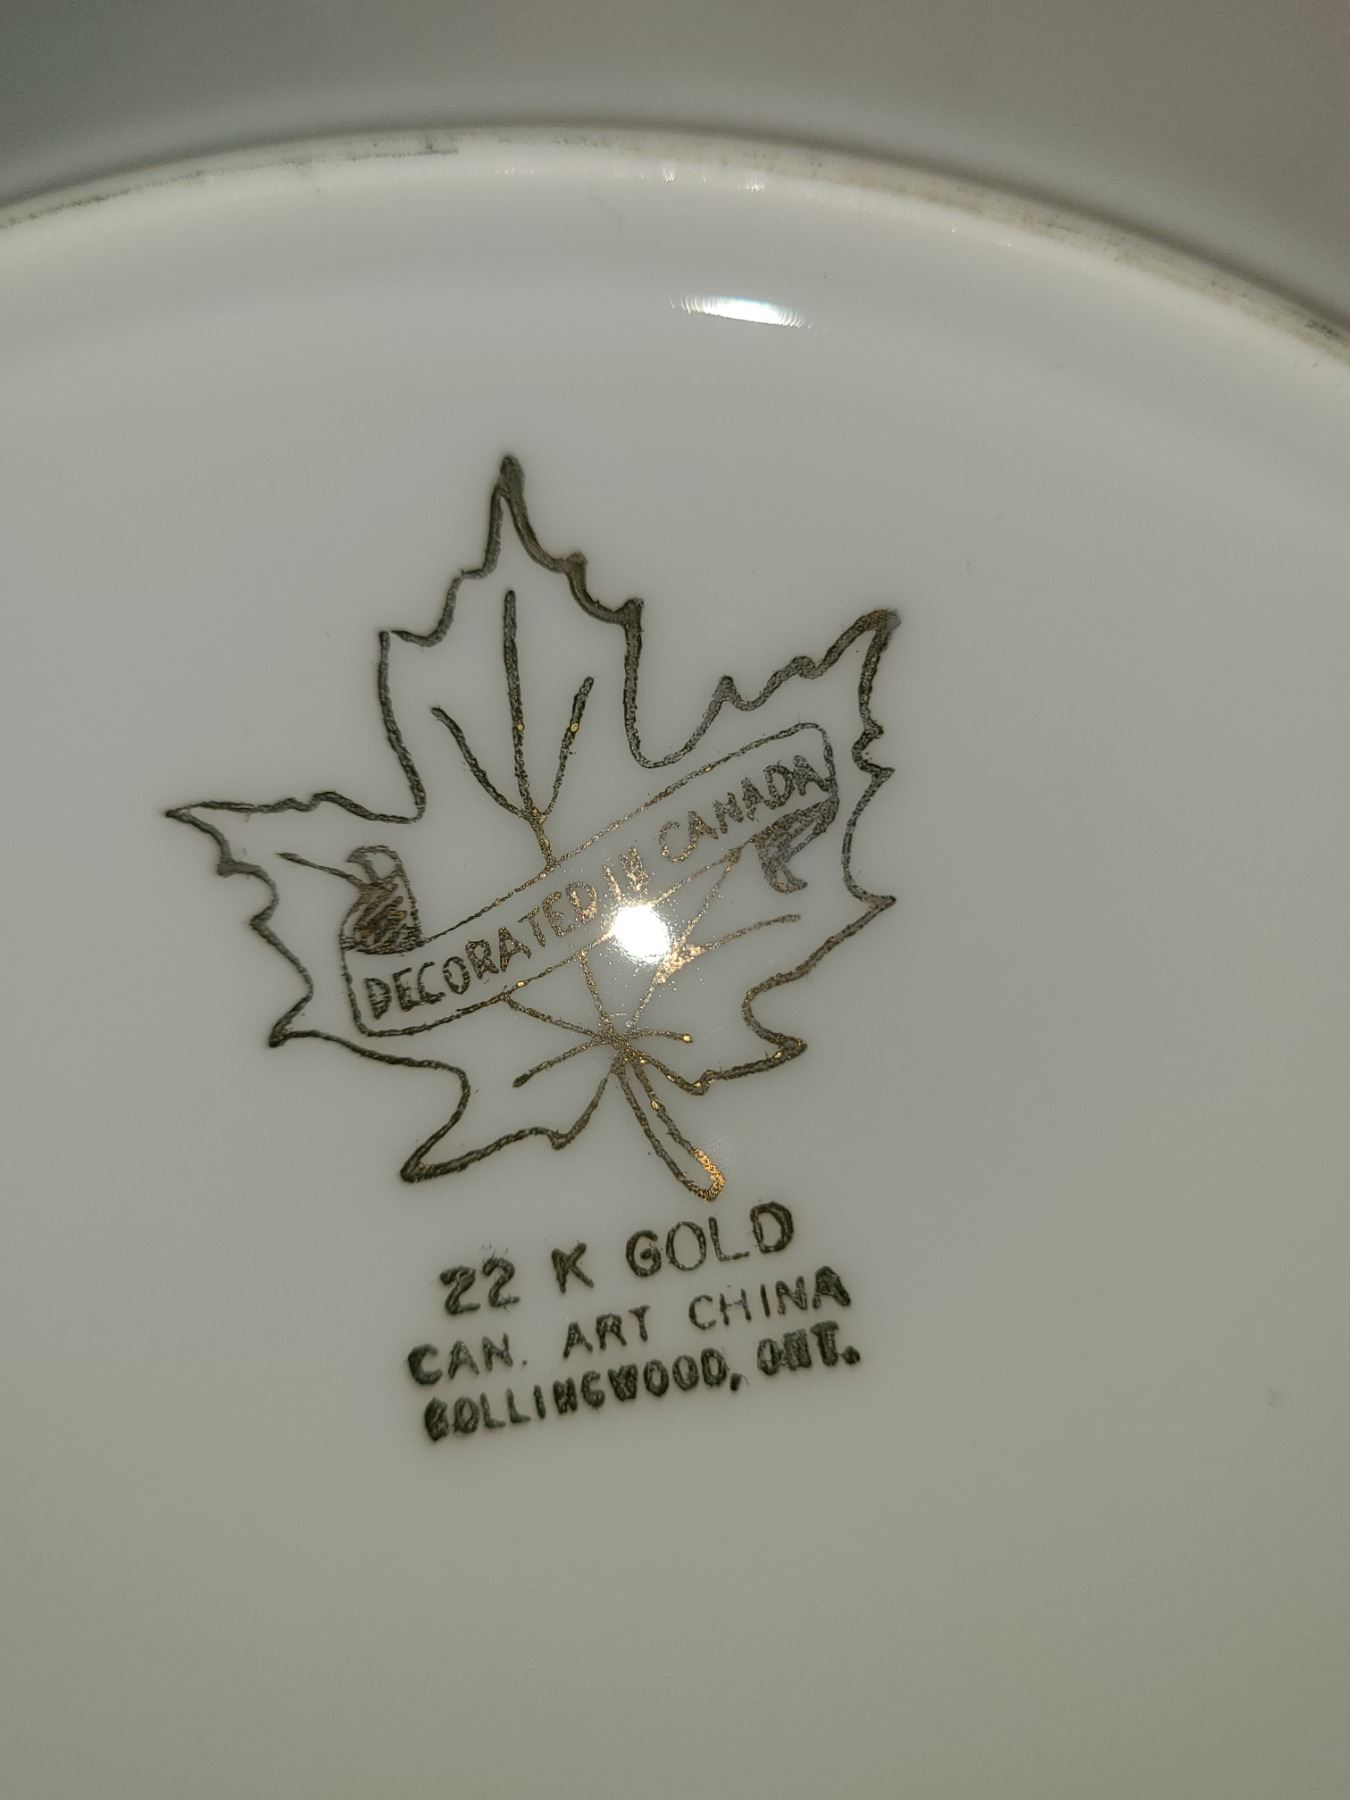 DECORATED IN CANADA
22 K GOLD
CAN. ART CHINA
COLLINGWOOD, ONT.